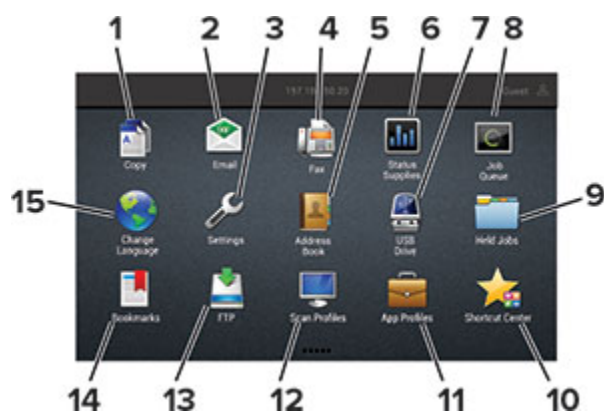 1 2 3 4 5 6 7 8
Guest
Copy Email Fax Status Supplies Job Queue
15 9
Change Language Settings Address Book USB Drive Held Jobs
Bookmarks FTP Scan Profiles App Profiles Shortcut Center
14 13 12 11 10